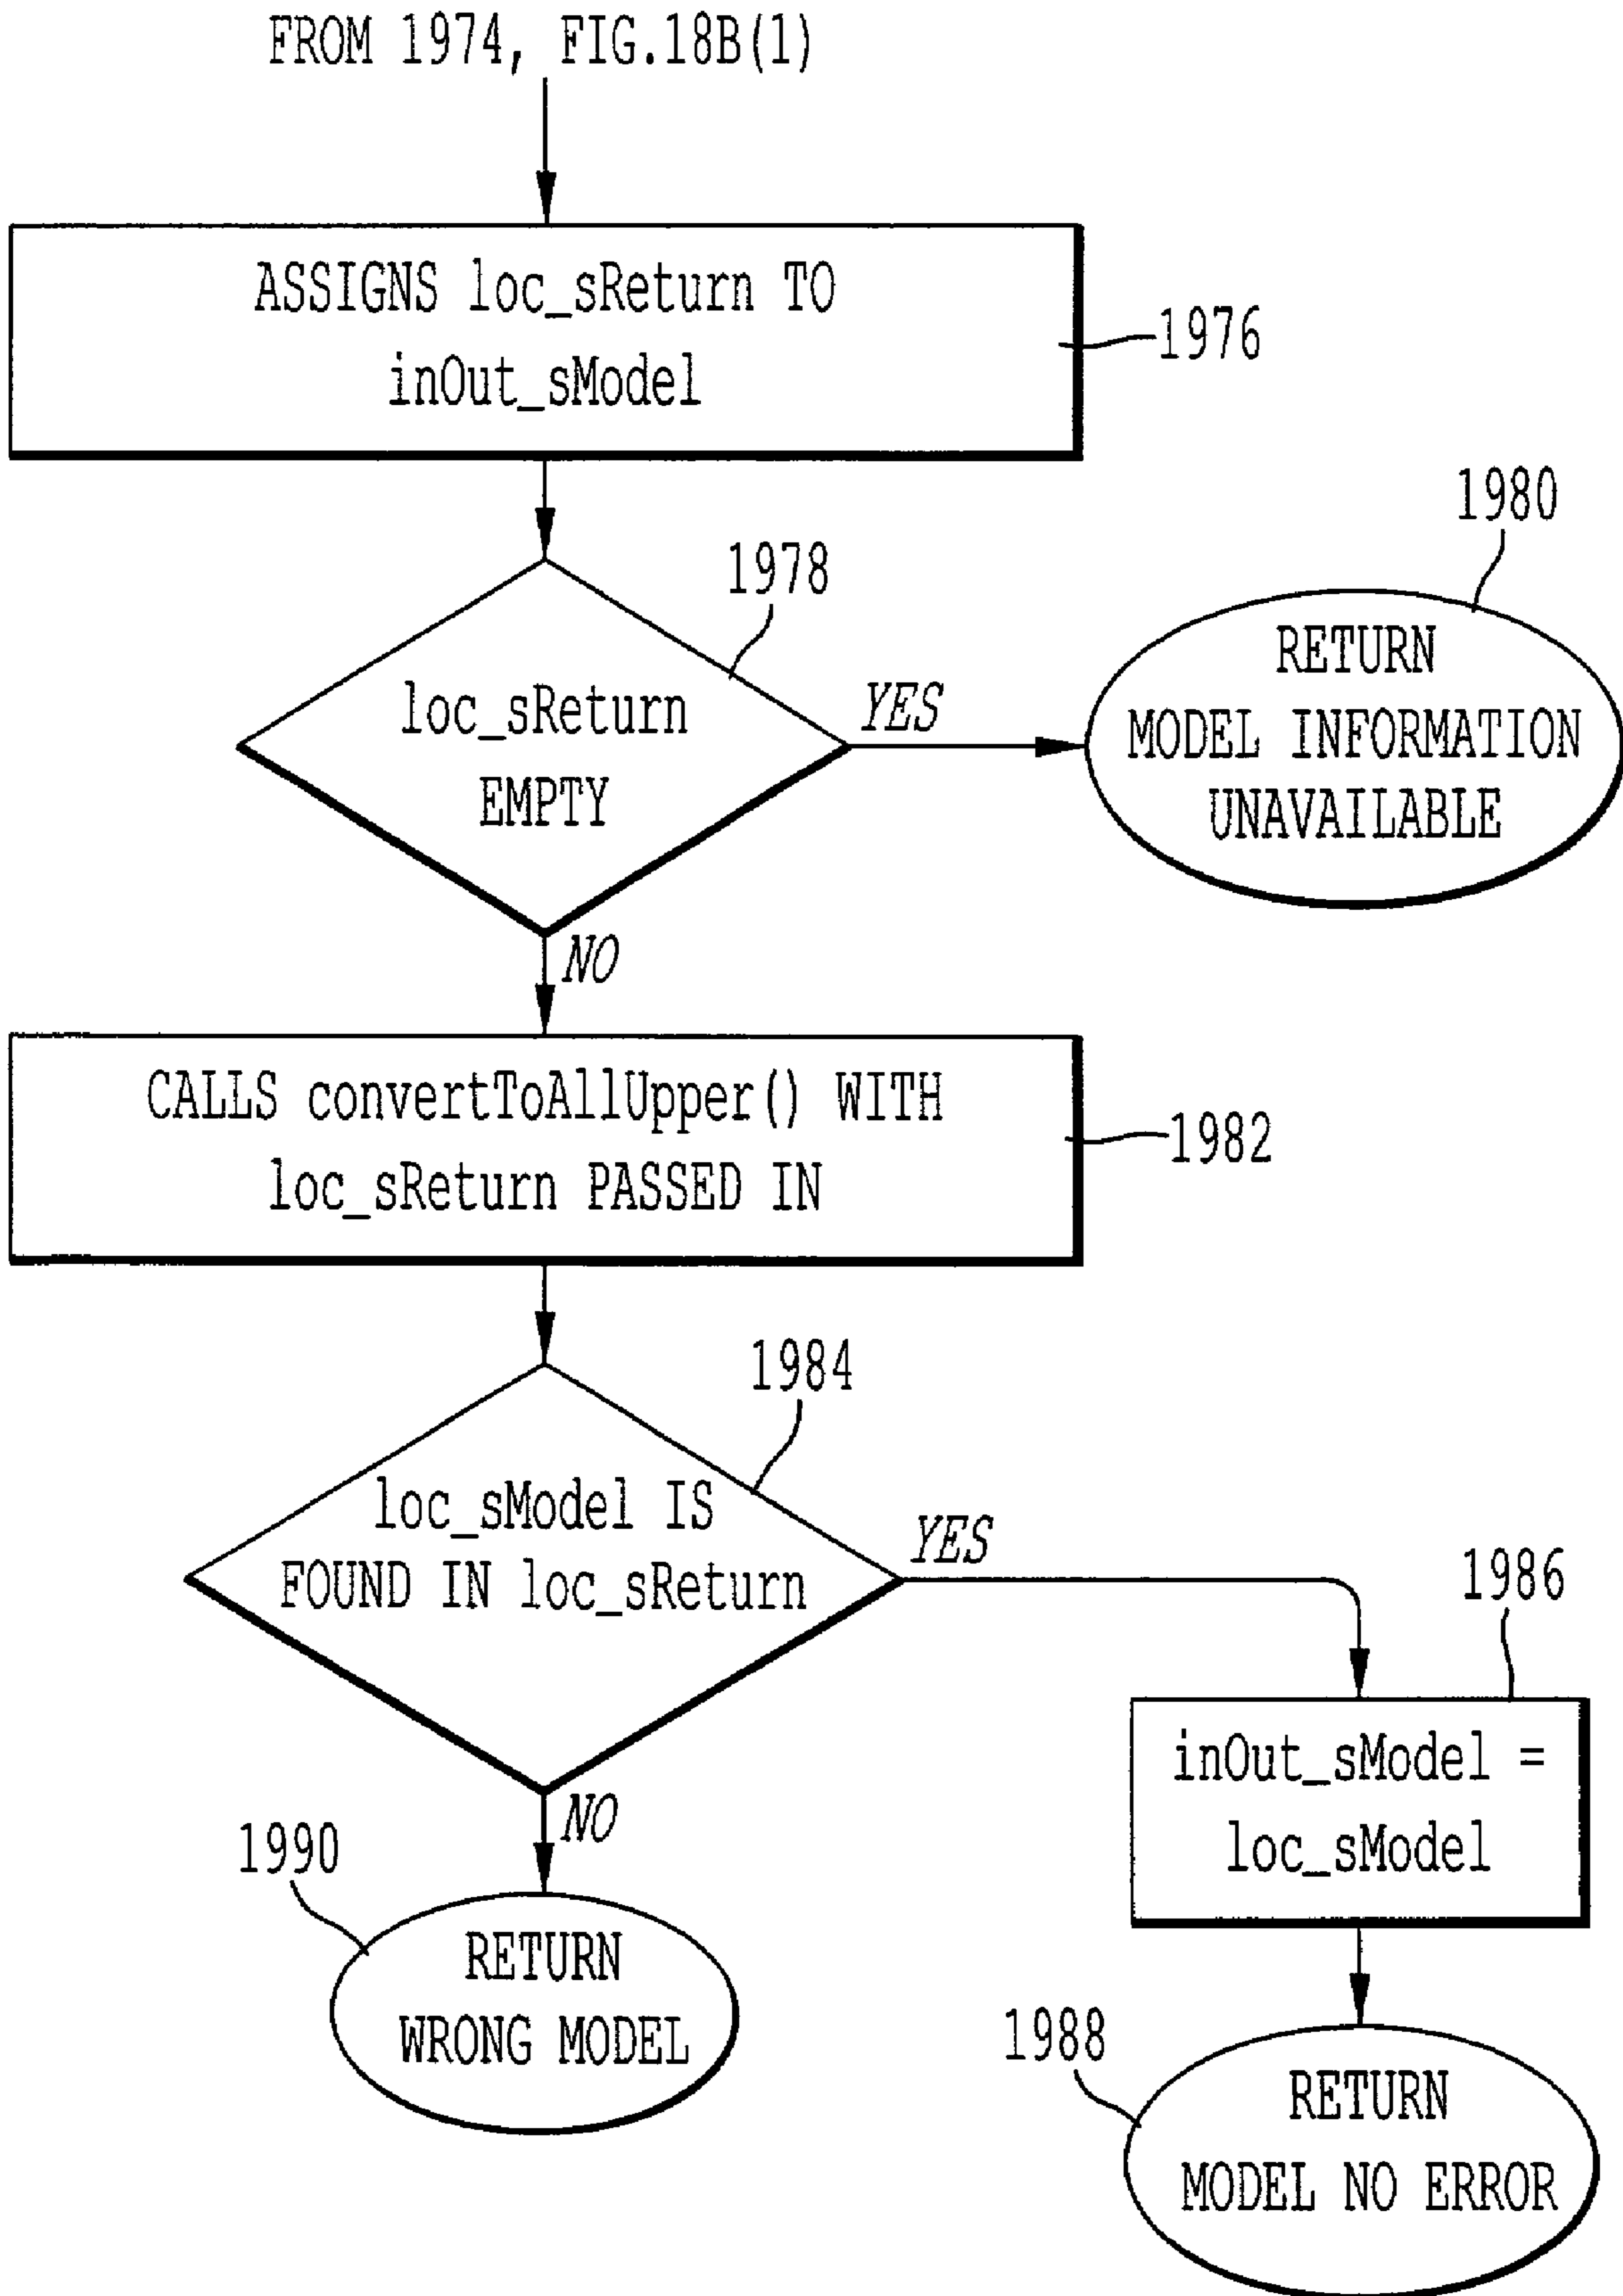 FROM 1974, FIG.18B(1)
ASSIGNS loc_sReturn TO
inOut_sModel
1976
1978
loc_sReturn
EMPTY
YES
1980
RETURN
MODEL INFORMATION
UNAVAILABLE
NO
CALLS convertToAllUpper() WITH
loc_sReturn PASSED IN
1982
1984
loc_sModel IS
FOUND IN loc_sReturn
YES
1986
inOut_sModel =
loc_sModel
NO
1990
RETURN
WRONG MODEL
1988
RETURN
MODEL NO ERROR